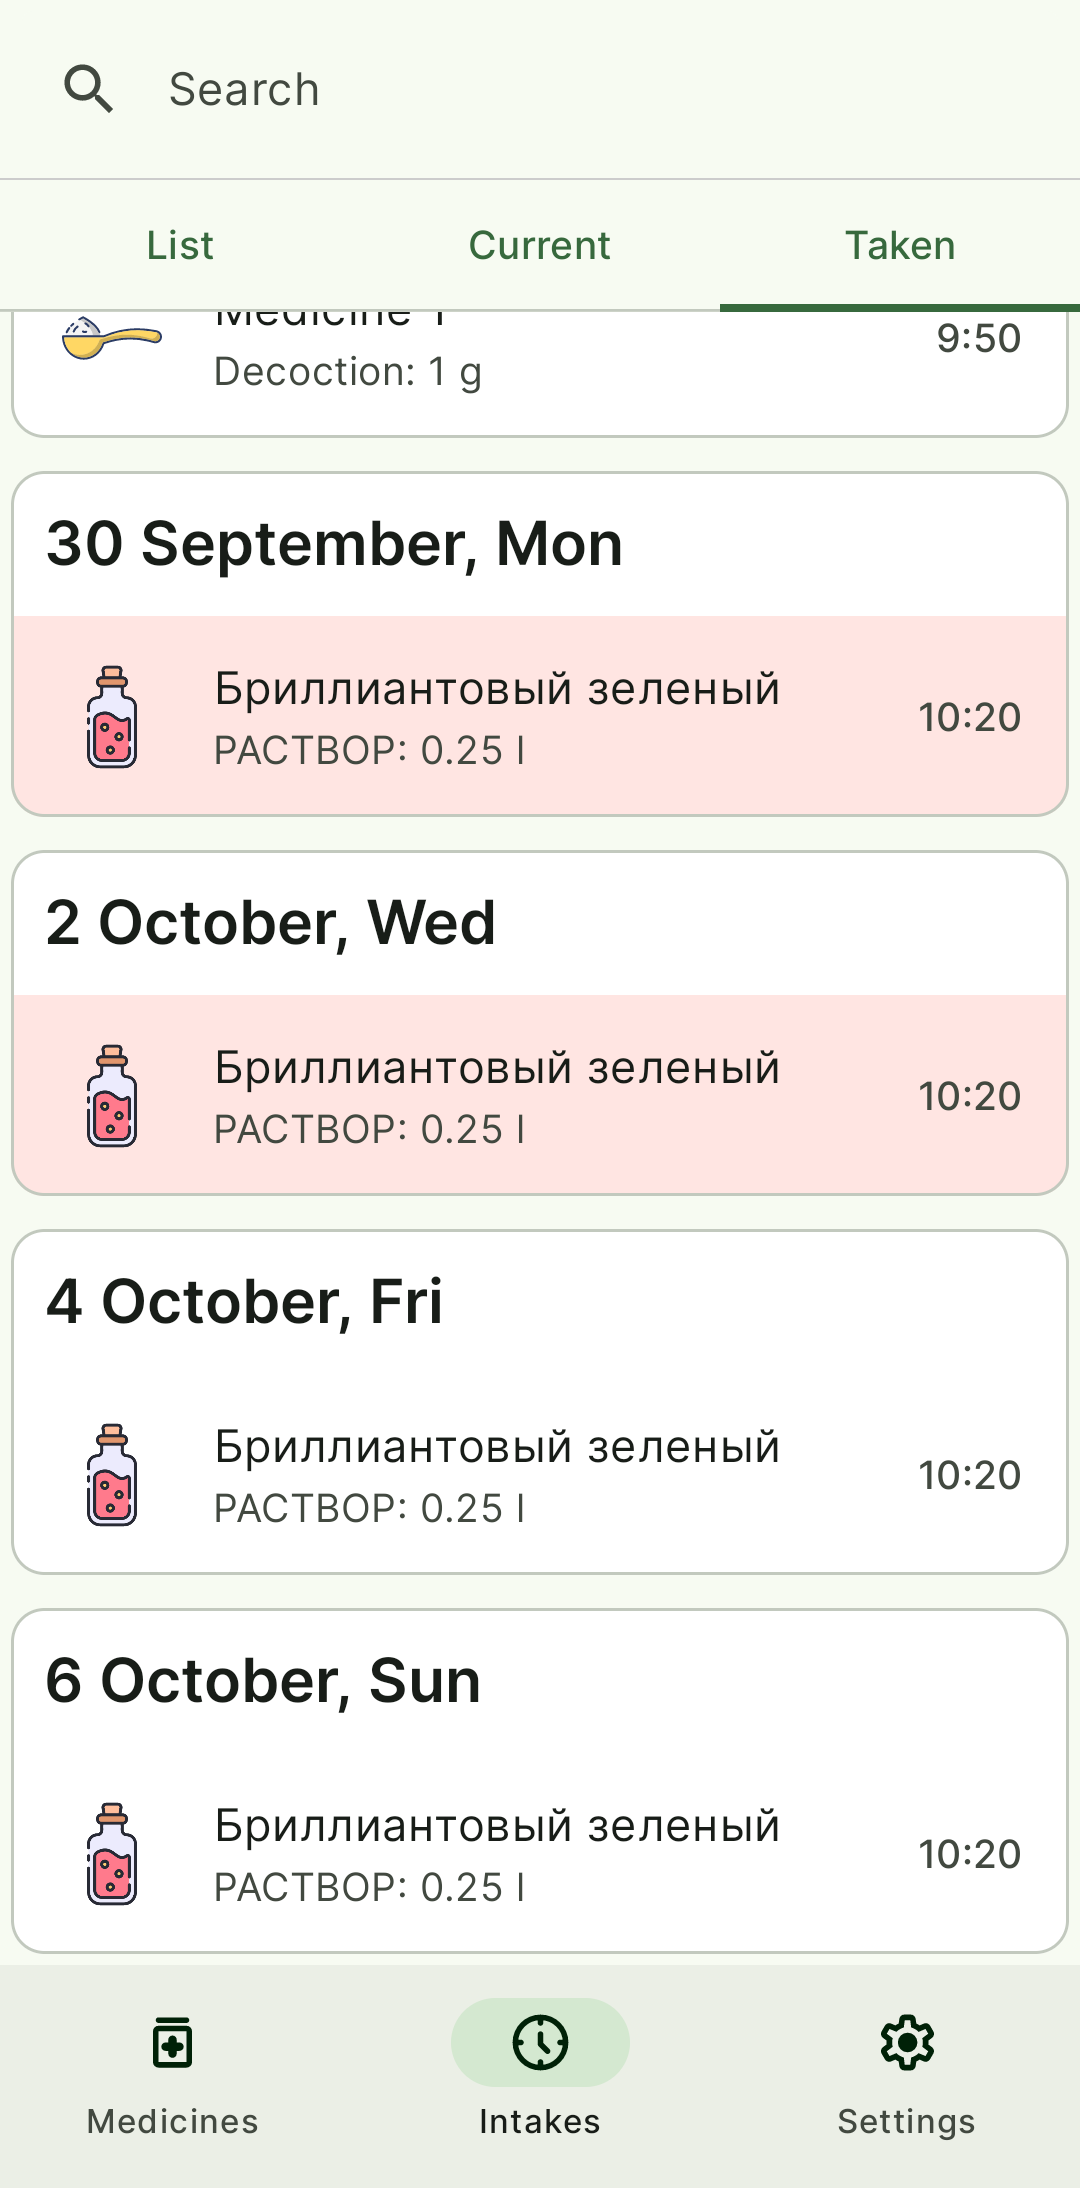 Search
List
Current
Taken
Medicine 1
Decoction: 1 g
9:50
30 September, Mon
Бриллиантовый зеленый
РАСТВОР: 0.25 l
10:20
2 October, Wed
Бриллиантовый зеленый
РАСТВОР: 0.25 l
10:20
4 October, Fri
Бриллиантовый зеленый
РАСТВОР: 0.25 l
10:20
6 October, Sun
Бриллиантовый зеленый
РАСТВОР: 0.25 l
10:20
Medicines
Intakes
Settings